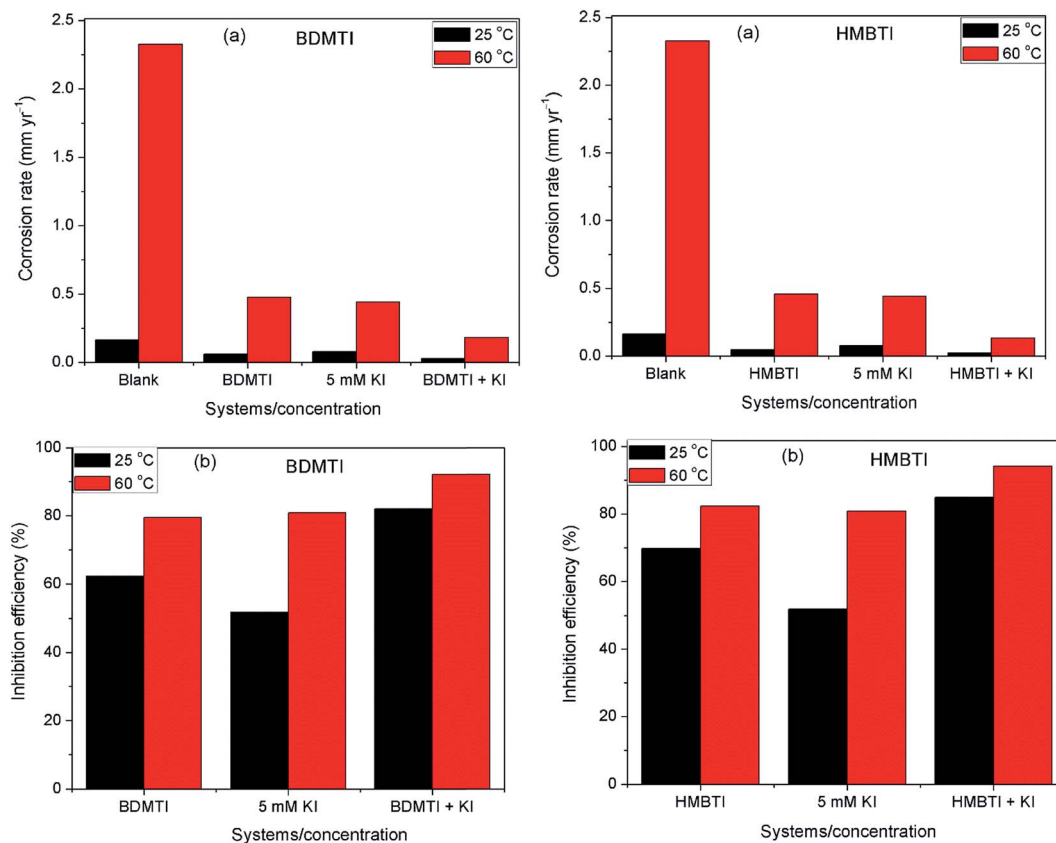 (a) BDMTI
25 °C
60 °C
2.5
2.0
1.5
1.0
0.5
0.0
Corrosion rate (mm yr⁻¹)
Blank BDMTI 5 mM KI BDMTI + KI
Systems/concentration
(a) HMBTI
25 °C
60 °C
2.5
2.0
1.5
1.0
0.5
0.0
Corrosion rate (mm yr⁻¹)
Blank HMBTI 5 mM KI HMBTI + KI
Systems/concentration
25 °C
60 °C
(b) BDMTI
100
80
60
40
20
0
Inhibition efficiency (%)
BDMTI 5 mM KI BDMTI + KI
Systems/concentration
25 °C
60 °C
(b) HMBTI
100
80
60
40
20
0
Inhibition efficiency (%)
HMBTI 5 mM KI HMBTI + KI
Systems/concentration